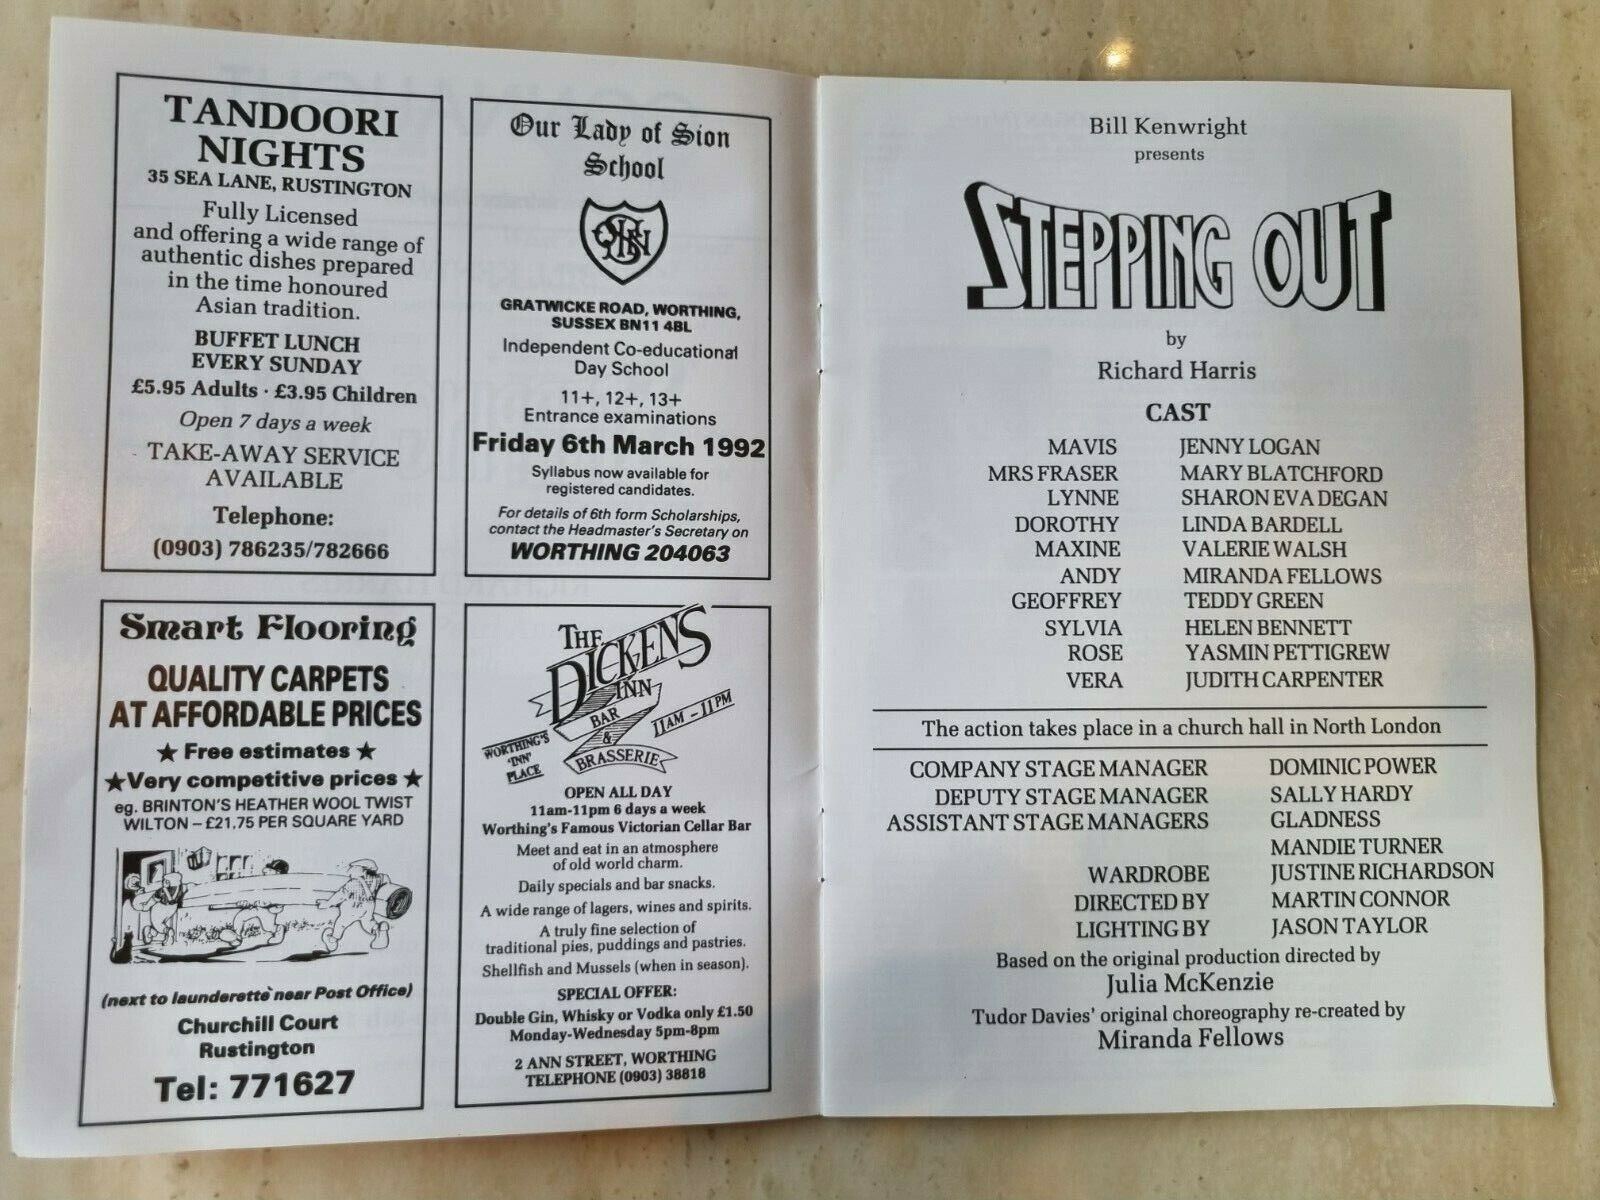 TANDOORI
NIGHTS
35 SEA LANE, RUSTINGTON
Fully Licensed
and offering a wide range of
authentic dishes prepared
in the time honoured
Asian tradition.
BUFFET LUNCH
EVERY SUNDAY
£5.95 Adults · £3.95 Children
Open 7 days a week
TAKE-AWAY SERVICE
AVAILABLE
Telephone:
(0903) 786235/782666
Our Lady of Sion
School
GRATWICKE ROAD, WORTHING,
SUSSEX BN11 4BL
Independent Co-educational
Day School
11+, 12+, 13+
Entrance examinations
Friday 6th March 1992
Syllabus now available for
registered candidates.
For details of 6th form Scholarships,
contact the Headmaster's Secretary on
WORTHING 204063
Smart Flooring
QUALITY CARPETS
AT AFFORDABLE PRICES
★ Free estimates ★
★Very competitive prices ★
eg. BRINTON'S HEATHER WOOL TWIST
WILTON – £21.75 PER SQUARE YARD
(next to launderette near Post Office)
Churchill Court
Rustington
Tel: 771627
THE
DICKENS
INN
BAR
&
BRASSERIE
11AM – 11PM
WORTHING'S
'INN'
PLACE
OPEN ALL DAY
11am-11pm 6 days a week
Worthing's Famous Victorian Cellar Bar
Meet and eat in an atmosphere
of old world charm.
Daily specials and bar snacks.
A wide range of lagers, wines and spirits.
A truly fine selection of
traditional pies, puddings and pastries.
Shellfish and Mussels (when in season).
SPECIAL OFFER:
Double Gin, Whisky or Vodka only £1.50
Monday-Wednesday 5pm-8pm
2 ANN STREET, WORTHING
TELEPHONE (0903) 38818
Bill Kenwright
presents
STEPPING OUT
by
Richard Harris
CAST
MAVIS JENNY LOGAN
MRS FRASER MARY BLATCHFORD
LYNNE SHARON EVA DEGAN
DOROTHY LINDA BARDELL
MAXINE VALERIE WALSH
ANDY MIRANDA FELLOWS
GEOFFREY TEDDY GREEN
SYLVIA HELEN BENNETT
ROSE YASMIN PETTIGREW
VERA JUDITH CARPENTER
The action takes place in a church hall in North London
COMPANY STAGE MANAGER DOMINIC POWER
DEPUTY STAGE MANAGER SALLY HARDY
ASSISTANT STAGE MANAGERS GLADNESS
MANDIE TURNER
WARDROBE JUSTINE RICHARDSON
DIRECTED BY MARTIN CONNOR
LIGHTING BY JASON TAYLOR
Based on the original production directed by
Julia McKenzie
Tudor Davies' original choreography re-created by
Miranda Fellows